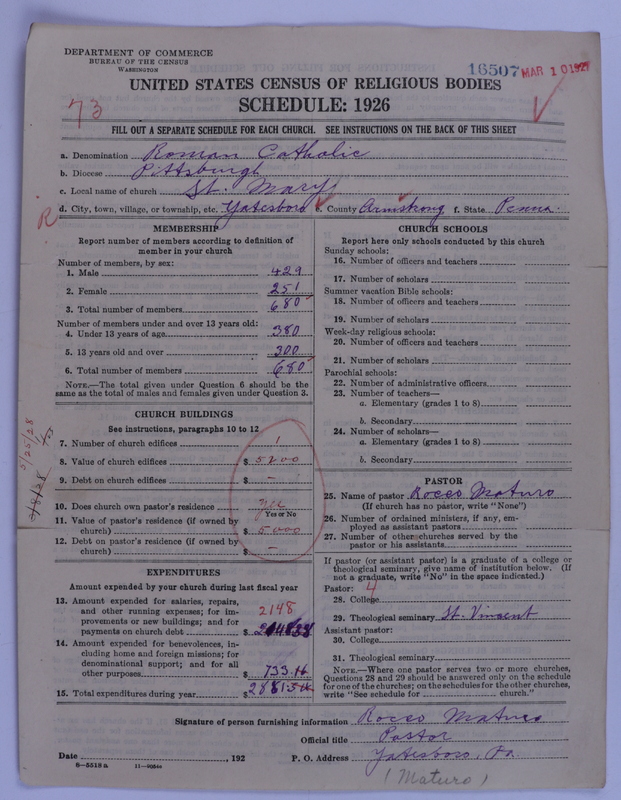 DEPARTMENT OF COMMERCE
BUREAU OF THE CENSUS
WASHINGTON
16507 MAR 10 1927
UNITED STATES CENSUS OF RELIGIOUS BODIES
SCHEDULE: 1926
73
FILL OUT A SEPARATE SCHEDULE FOR EACH CHURCH. SEE INSTRUCTIONS ON THE BACK OF THIS SHEET
a. Denomination Roman Catholic
b. Diocese Pittsburgh
c. Local name of church St. Mary
d. City, town, village, or township, etc. Yatesboro e. County Armstrong f. State Penna.
R
MEMBERSHIP
Report number of members according to definition of
member in your church
Number of members, by sex:
1. Male 429
2. Female 251
3. Total number of members 680
Number of members under and over 13 years old:
4. Under 13 years of age 380
5. 13 years old and over 300
6. Total number of members 680
NOTE.—The total given under Question 6 should be the
same as the total of males and females given under Question 3.
CHURCH BUILDINGS
See instructions, paragraphs 10 to 12
7. Number of church edifices 1
8. Value of church edifices $ 5200
9. Debt on church edifices $ –
10. Does church own pastor's residence yes
Yes or No
11. Value of pastor's residence (if owned by
church) $ 5000
12. Debt on pastor's residence (if owned by
church) $ –
5/25/28
EXPENDITURES
Amount expended by your church during last fiscal year
13. Amount expended for salaries, repairs,
and other running expenses; for im-
provements or new buildings; and for
payments on church debt $
2148
14. Amount expended for benevolences, in-
cluding home and foreign missions; for
denominational support; and for all
other purposes $ 733.16
15. Total expenditures during year $
CHURCH SCHOOLS
Report here only schools conducted by this church
Sunday schools:
16. Number of officers and teachers
17. Number of scholars
Summer vacation Bible schools:
18. Number of officers and teachers
19. Number of scholars
Week-day religious schools:
20. Number of officers and teachers
21. Number of scholars
Parochial schools:
22. Number of administrative officers
23. Number of teachers—
a. Elementary (grades 1 to 8)
b. Secondary
24. Number of scholars—
a. Elementary (grades 1 to 8)
b. Secondary
PASTOR
25. Name of pastor Rocco Maturo
(If church has no pastor, write "None")
26. Number of ordained ministers, if any, em-
ployed as assistant pastors
27. Number of other churches served by the
pastor or his assistants
If pastor (or assistant pastor) is a graduate of a college or
theological seminary, give name of institution below. (If
not a graduate, write "No" in the space indicated.)
Pastor: 4
28. College
29. Theological seminary St. Vincent
Assistant pastor:
30. College
31. Theological seminary
NOTE.—Where one pastor serves two or more churches,
Questions 28 and 29 should be answered only on the schedule
for one of the churches; on the schedules for the other churches,
write "See schedule for church."
Signature of person furnishing information Rocco Maturo
Official title Pastor
Date , 192 P. O. Address Yatesboro, Pa
8—5518 a
(Maturo)